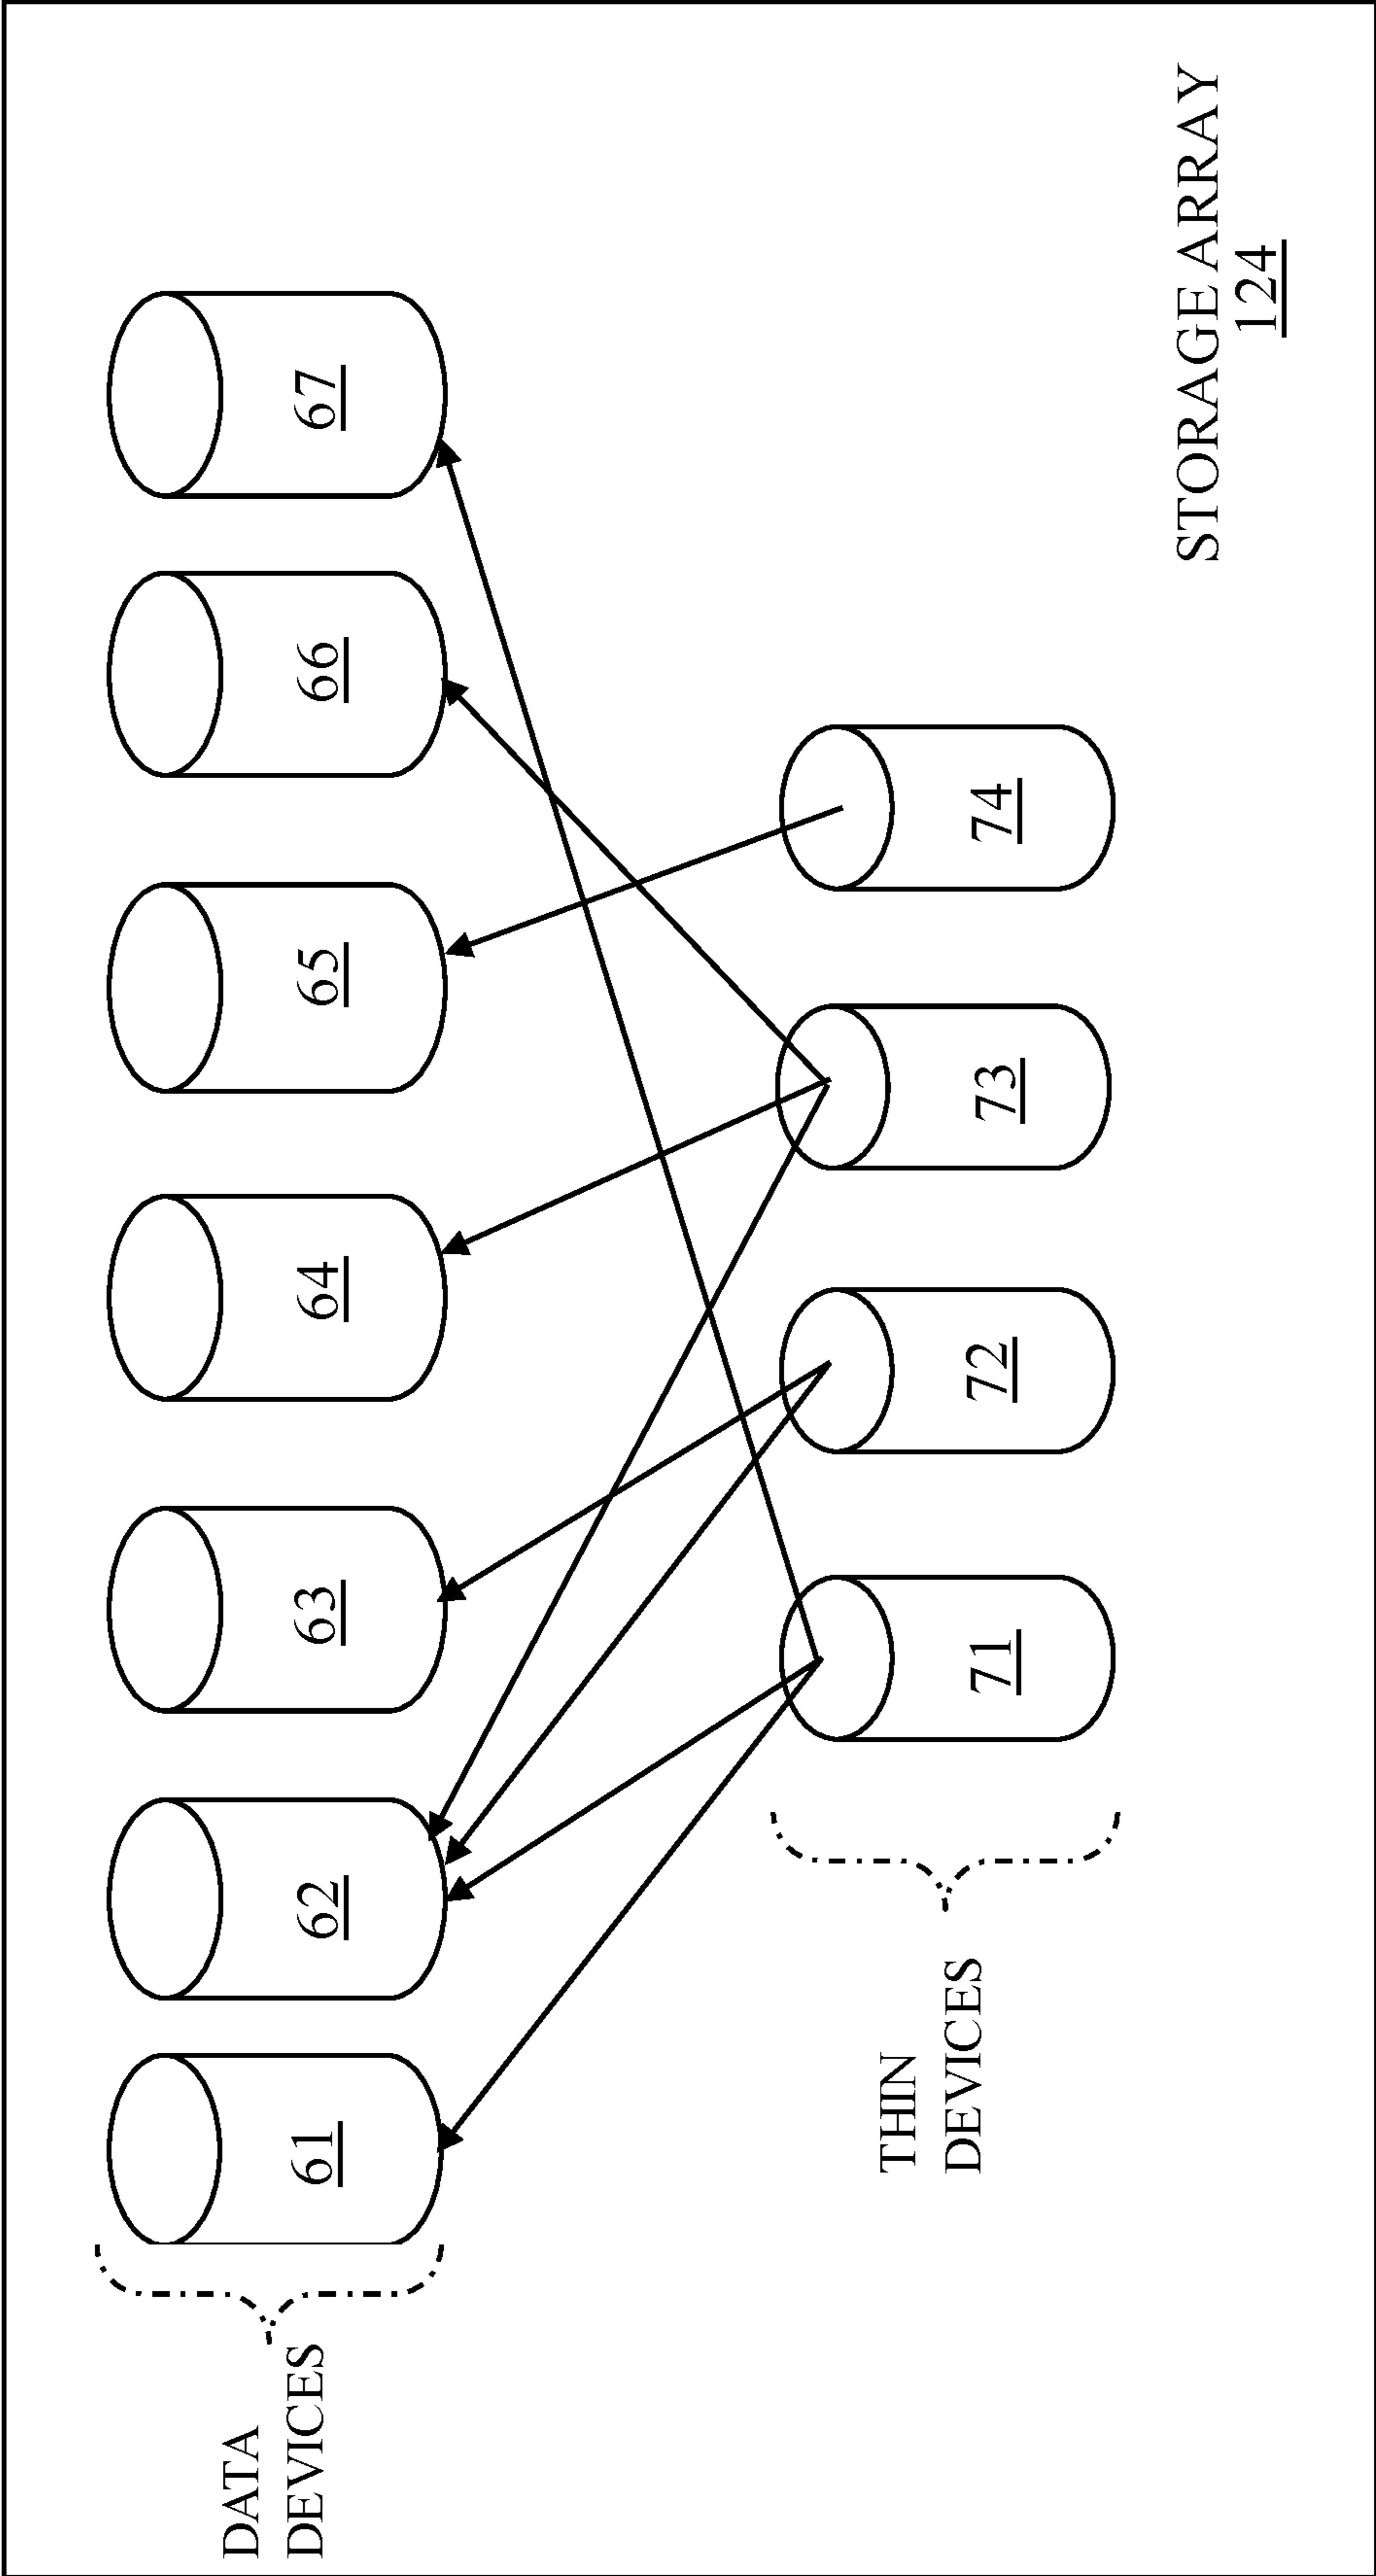 DATA
DEVICES
61
62
63
64
65
66
67
THIN
DEVICES
71
72
73
74
STORAGE ARRAY
124